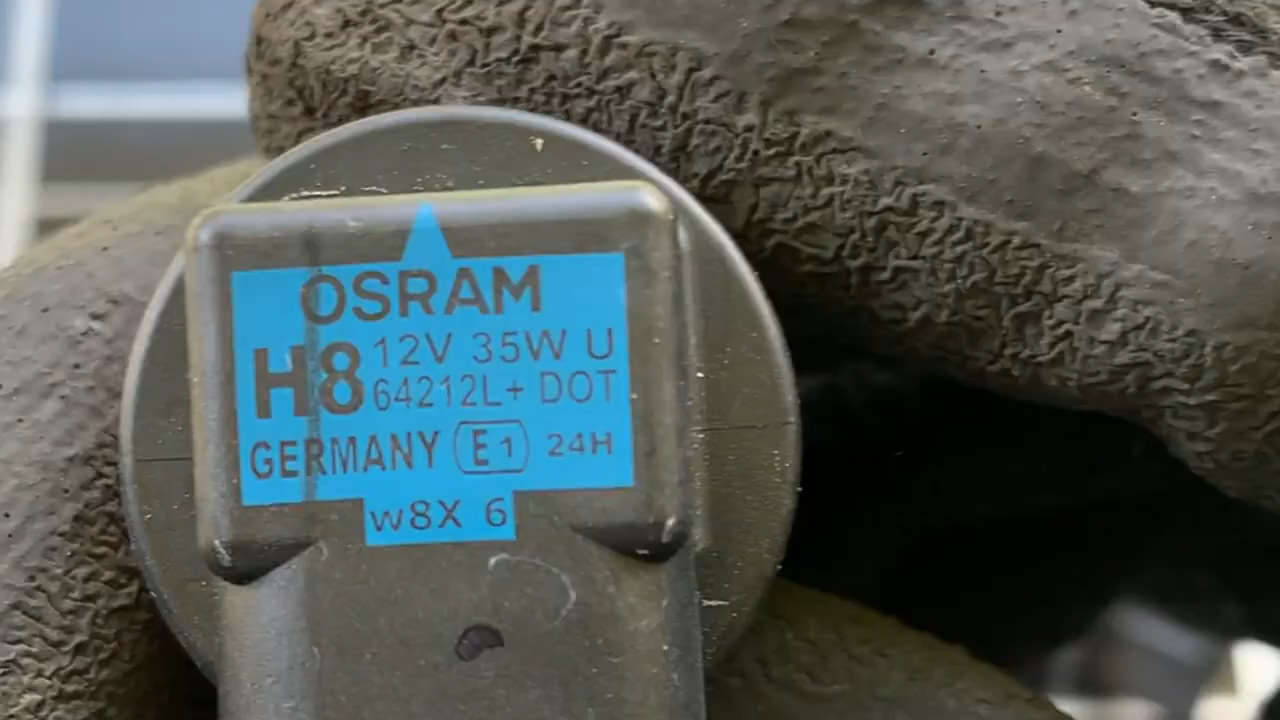 OSRAM
H8 12V 35W U
64212L+ DOT
GERMANY E1 24H
w8X 6